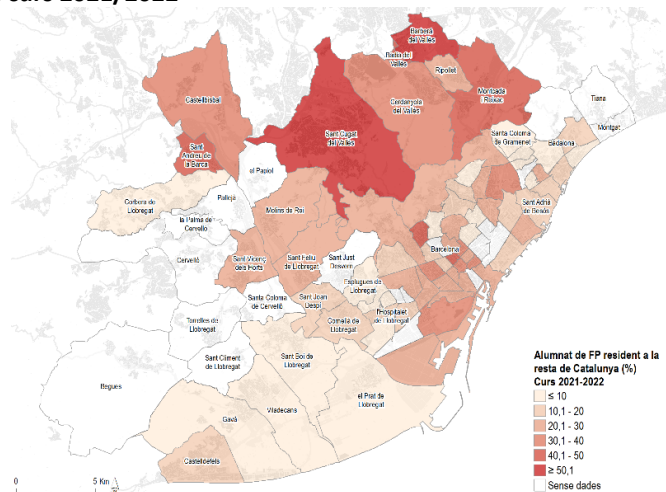 curs 2021/2022
Barberà
del Vallès
Badia del
Vallès
Ripollet
Castellbisbal
Cerdanyola
del Vallès
Montcada
i Reixac
Tiana
Montgat
Sant Cugat
del Vallès
Santa Coloma
de Gramenet
Badalona
Sant
Andreu de
la Barca
el Papiol
Pallejà
Corbera de
Llobregat
Molins de Rei
Sant Adrià
de Besòs
la Palma de
Cervelló
Barcelona
Cervelló
Sant Vicenç
dels Horts
Sant Feliu
de Llobregat
Sant Just
Desvern
Esplugues de
Llobregat
Santa Coloma
de Cervelló
Sant Joan
Despí
l'Hospitalet
de Llobregat
Cornellà de
Llobregat
Torrelles de
Llobregat
Sant Climent
de Llobregat
Sant Boi de
Llobregat
Begues
el Prat de
Llobregat
Viladecans
Gavà
Castelldefels
Alumnat de FP resident a la
resta de Catalunya (%)
Curs 2021-2022
≤ 10
10,1 - 20
20,1 - 30
30,1 - 40
40,1 - 50
≥ 50,1
Sense dades
0 5 Km